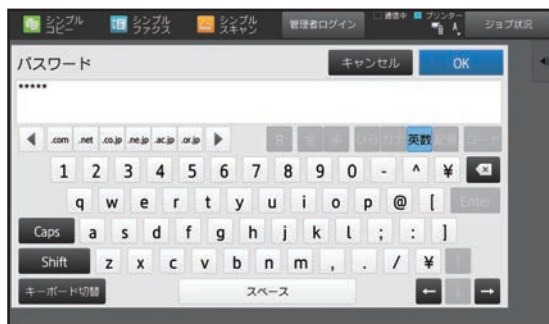 シンプル
コピー
シンプル
ファクス
シンプル
スキャン
管理者ログイン
通信中
プリンター
ジョブ状況
パスワード
キャンセル
OK
*****
.com .net .co.jp .ne.jp .ac.jp .or.jp
英数
1 2 3 4 5 6 7 8 9 0 - ^ ¥
q w e r t y u i o p @ [ Enter
Caps a s d f g h j k l ; : ]
Shift z x c v b n m , . / ¥
キーボード切替 スペース ← ↓ →